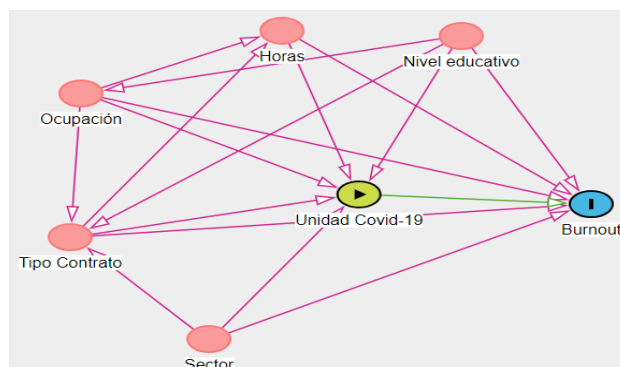 Horas
Nivel educativo
Ocupación
Unidad Covid-19
Burnout
Tipo Contrato
Sector